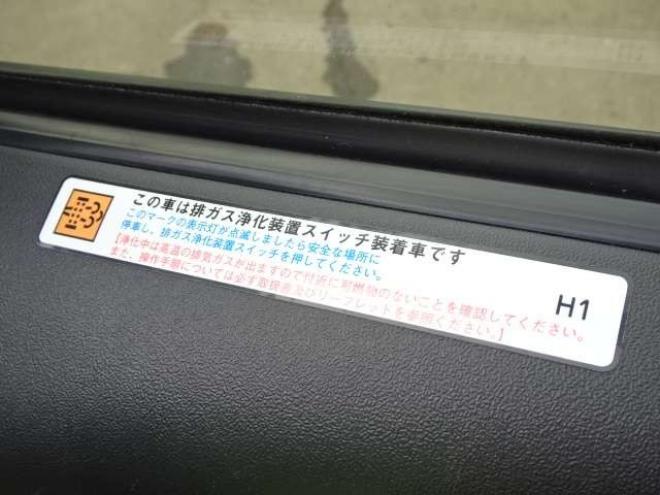 この車は排ガス浄化装置スイッチ装着車です
このマークの表示灯が点滅しましたら安全な場所に
停車し、排ガス浄化装置スイッチを押してください。
【浄化中は高温の排気ガスが出ますので付近に可燃物のないことを確認してください。
また、操作手順については必ず取扱書及びリーフレットを参照ください。】
H1